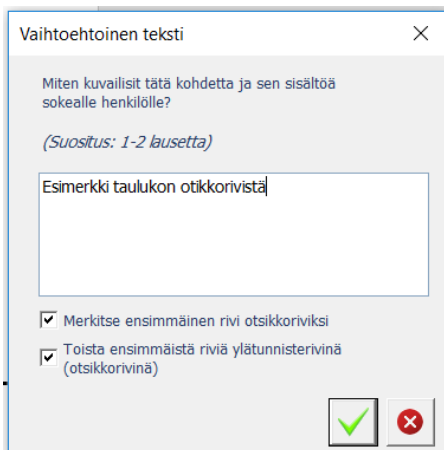 Vaihtoehtoinen teksti
Miten kuvailisit tätä kohdetta ja sen sisältöä
sokealle henkilölle?
(Suositus: 1-2 lausetta)
Esimerkki taulukon otikkorivistä
Merkitse ensimmäinen rivi otsikkoriviksi
Toista ensimmäistä riviä ylätunnisterivinä
(otsikkorivinä)